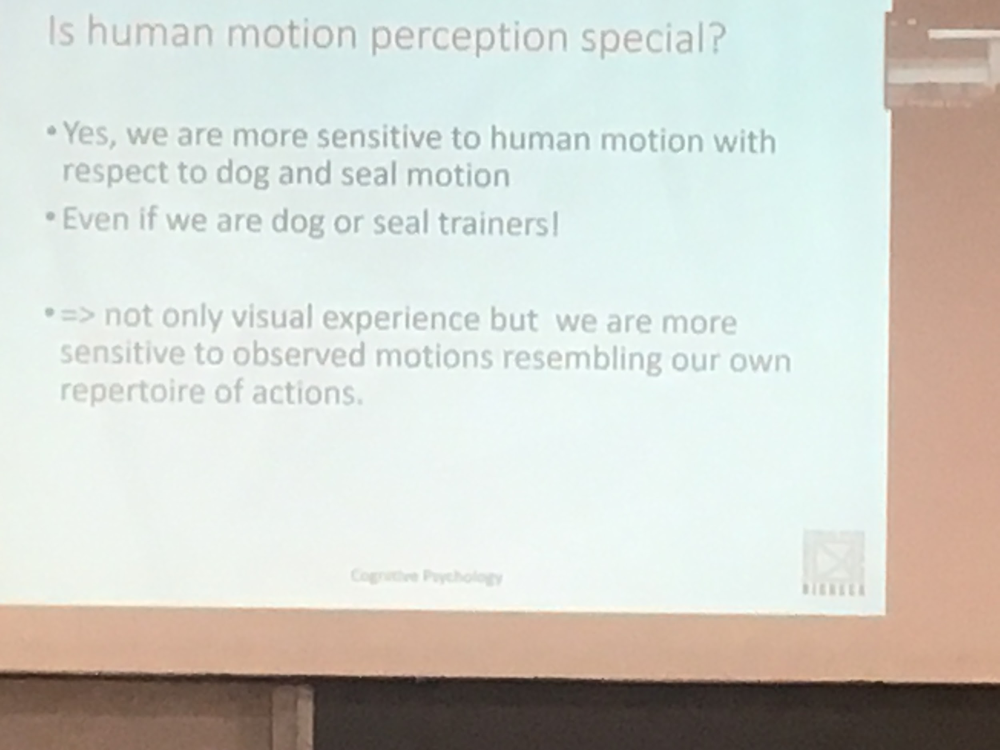 Is human motion perception special?
• Yes, we are more sensitive to human motion with
respect to dog and seal motion
• Even if we are dog or seal trainers!
• => not only visual experience but  we are more
sensitive to observed motions resembling our own
repertoire of actions.
Cognitive Psychology
BICOCCA